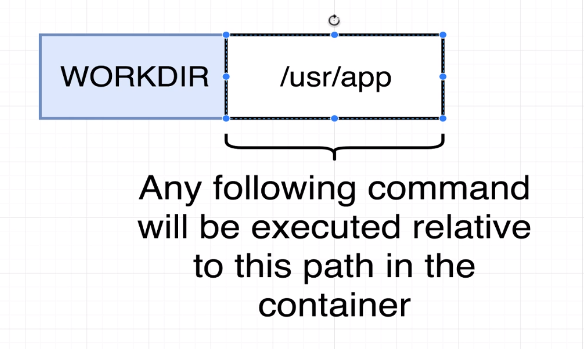 WORKDIR /usr/app
Any following command
will be executed relative
to this path in the
container